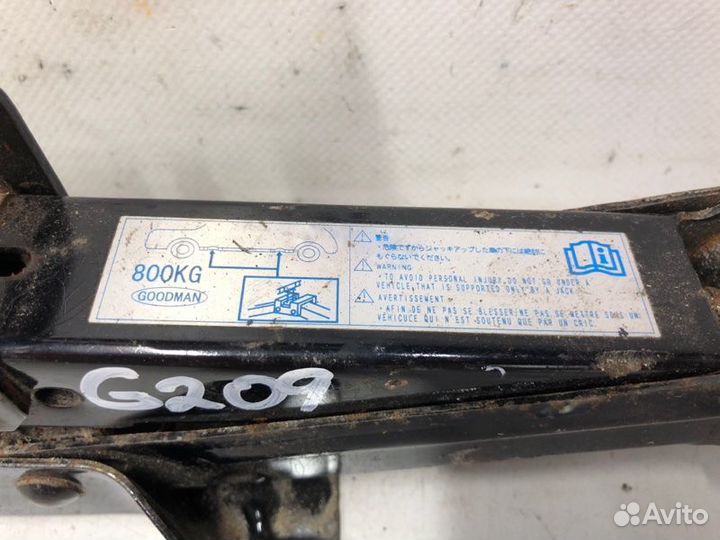 800KG
GOODMAN
警告
・危険ですからジャッキアップした車の下には絶対に
もぐらないでください。
WARNING
・TO AVOID PERSONAL INJURY,DO NOT GO UNDER A
VEHICLE,THAT IS SUPPORTED ONLY BY A JACK.
AVERTISSEMENT
・AFIN DE NE PAS SE BLESSER,NE PAS SE METTRE SOUS UN
VÉHICUCE QUI N'EST SOUTENU QUE PAR UN CRIC.
G209
Avito